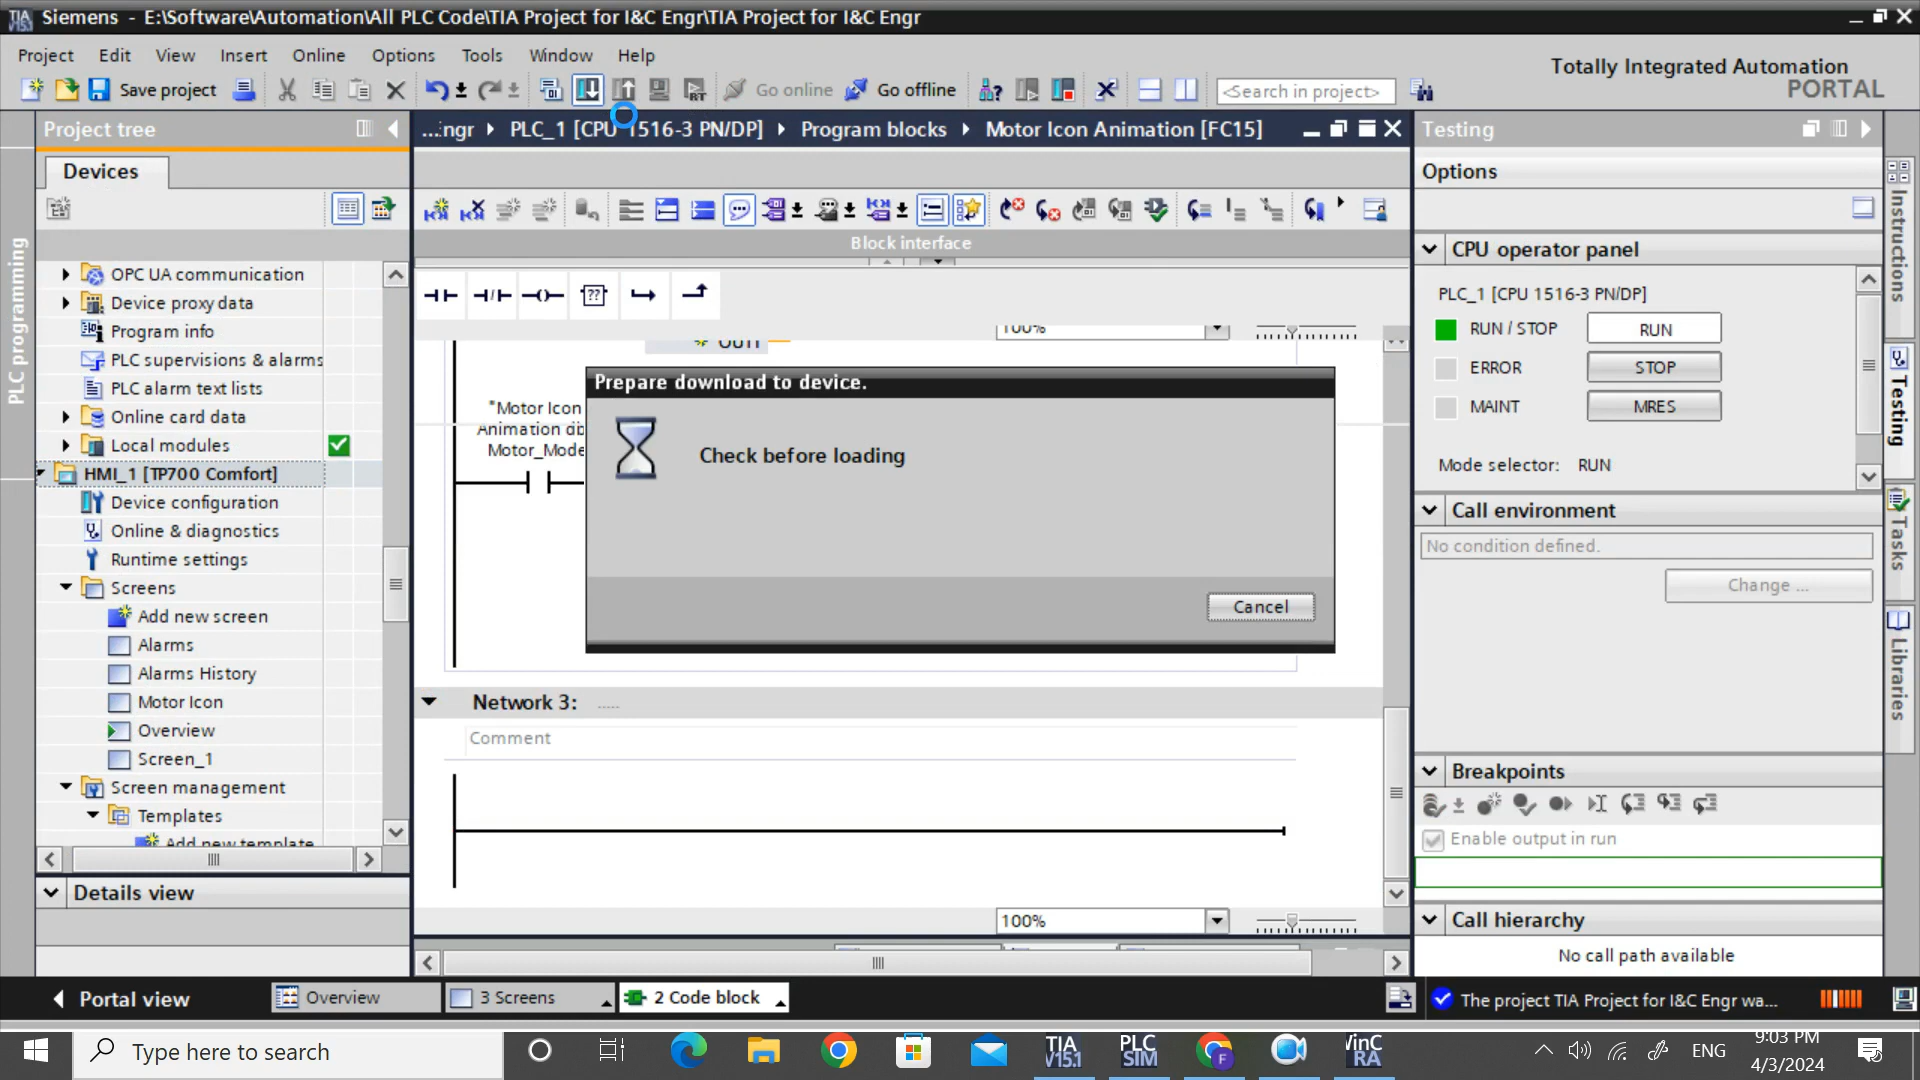 Siemens - E:\Software\Automation\All PLC Code\TIA Project for I&C Engr\TIA Project for I&C Engr
Project Edit View Insert Online Options Tools Window Help
Totally Integrated Automation
PORTAL
Save project
Go online
Go offline
<Search in project>
Project tree
...:ngr PLC_1 [CPU 1516-3 PN/DP] Program blocks Motor Icon Animation [FC15]
Testing
Devices
Options
PLC programming
Block interface
OPC UA communication
Device proxy data
Program info
PLC supervisions & alarms
PLC alarm text lists
Online card data
Local modules
HMI_1 [TP700 Comfort]
Device configuration
Online & diagnostics
Runtime settings
Screens
Add new screen
Alarms
Alarms History
Motor Icon
Overview
Screen_1
Screen management
Templates
Add new template
Details view
100%
OUT1
"Motor Icon
Animation db
Motor_Mode
Prepare download to device.
Check before loading
Cancel
Network 3: .....
Comment
100%
CPU operator panel
PLC_1 [CPU 1516-3 PN/DP]
RUN / STOP RUN
ERROR STOP
MAINT MRES
Mode selector: RUN
Call environment
No condition defined.
Change ...
Breakpoints
Enable output in run
Call hierarchy
No call path available
Instructions
Testing
Tasks
Libraries
Portal view
Overview
3 Screens
2 Code block
The project TIA Project for I&C Engr wa...
Type here to search
TIA
V15.1
PLC
SIM
F
WinC
RA
ENG
9:03 PM
4/3/2024